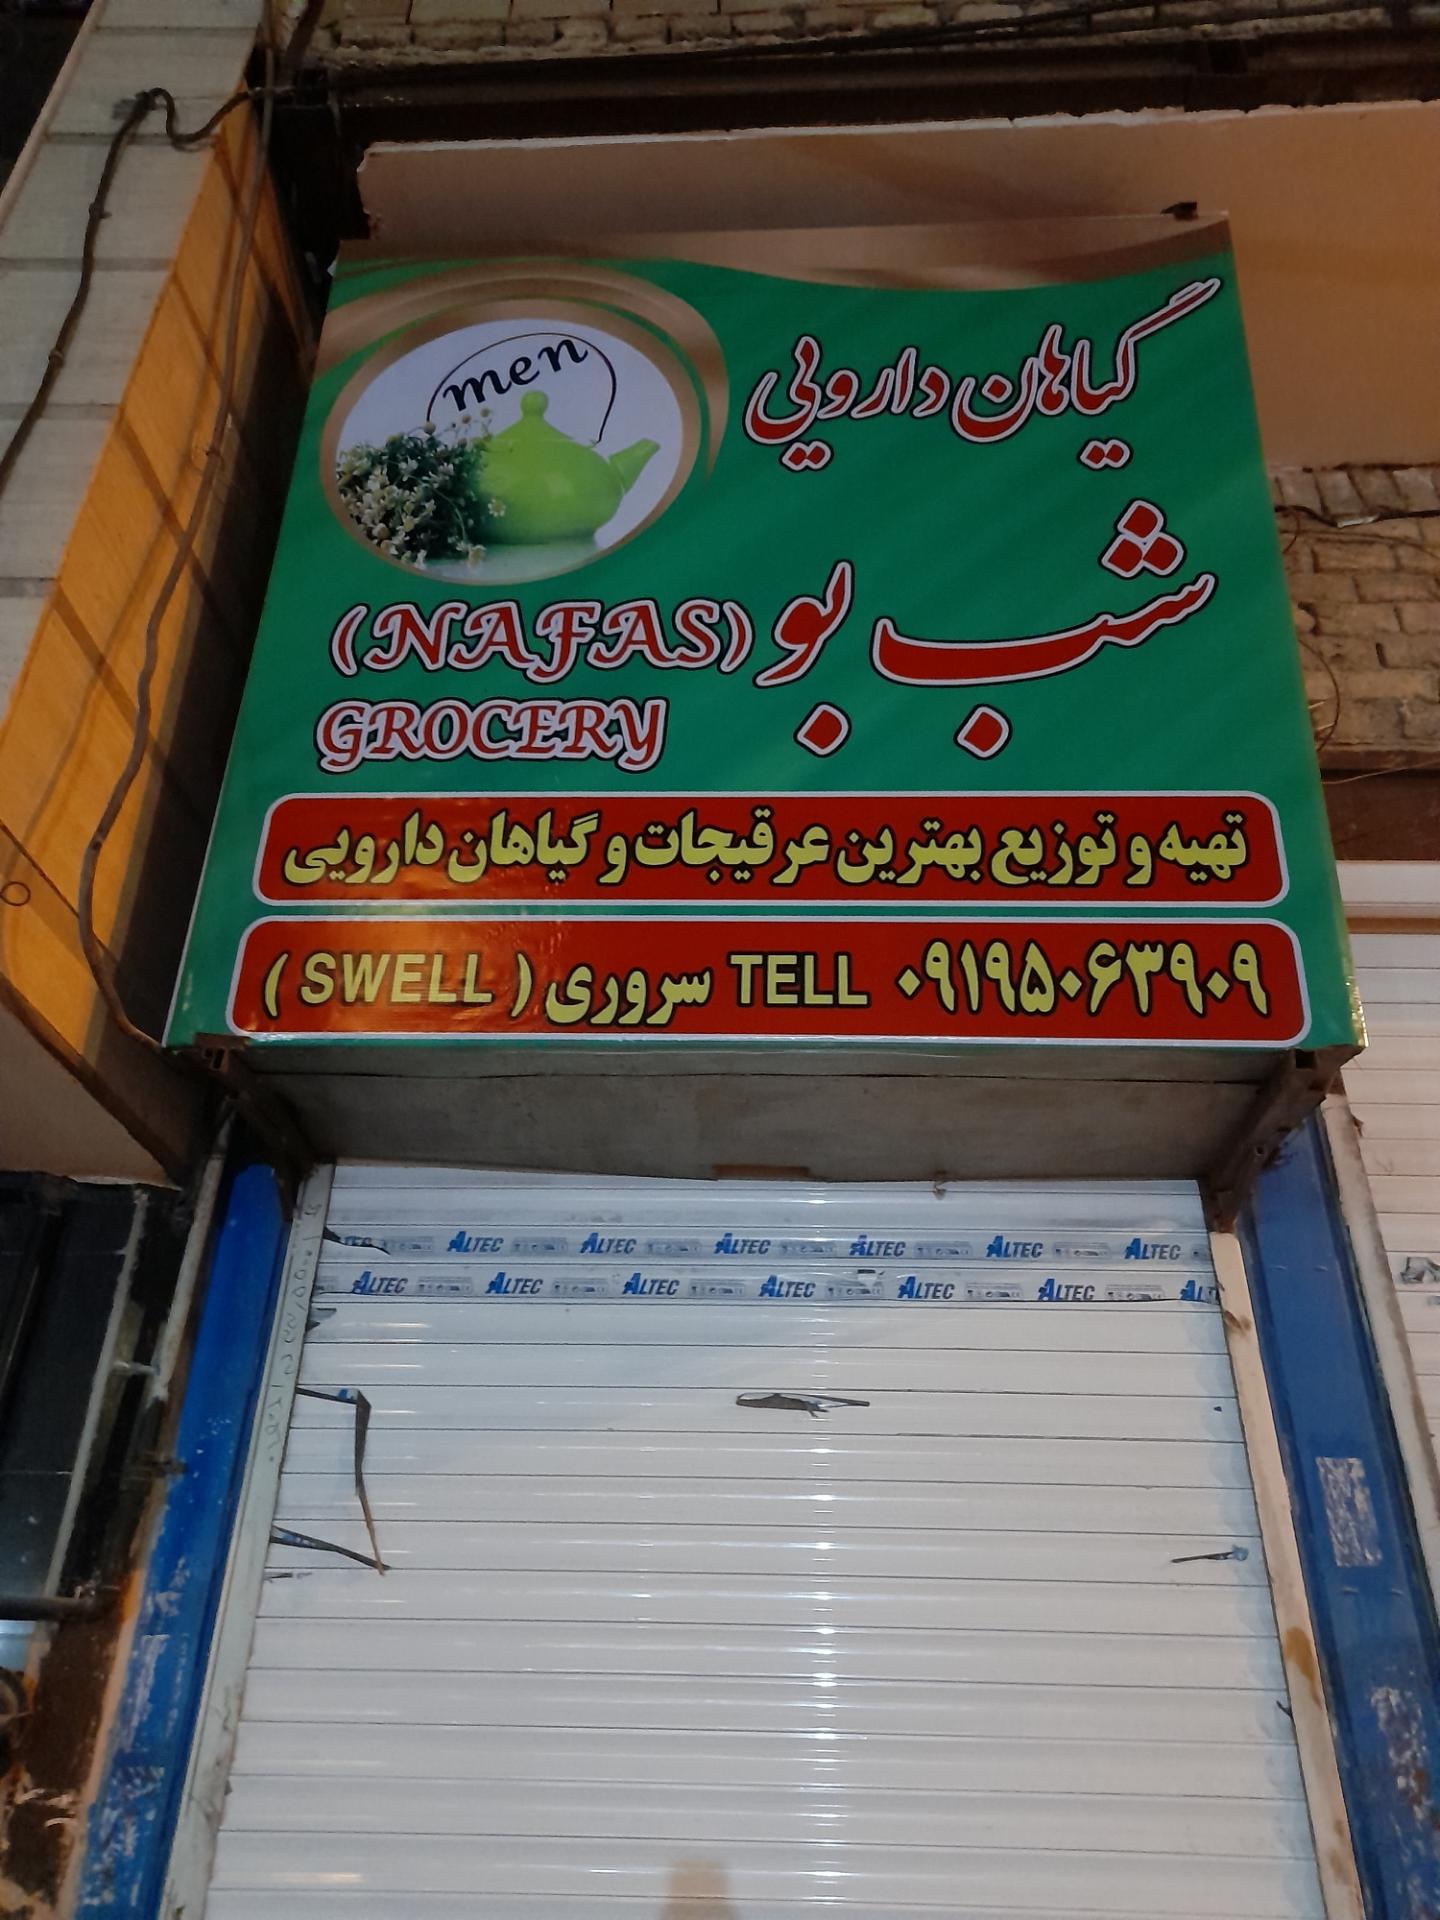 men
گیاهان دارویی
شب بو (NAFAS)
GROCERY
تهیه و توزیع بهترین عرقیجات و گیاهان دارویی
۰۹۱۹۵۰۶۳۹۰۹ TELL سروری ( SWELL )
ALTEC ALTEC ALTEC ALTEC ALTEC ALTEC
ALTEC ALTEC ALTEC ALTEC ALTEC ALTEC